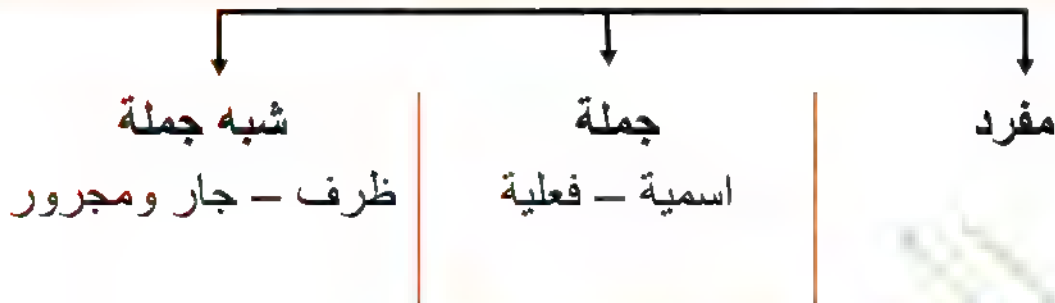 مفرد
جملة
اسمية – فعلية
شبه جملة
ظرف – جار ومجرور